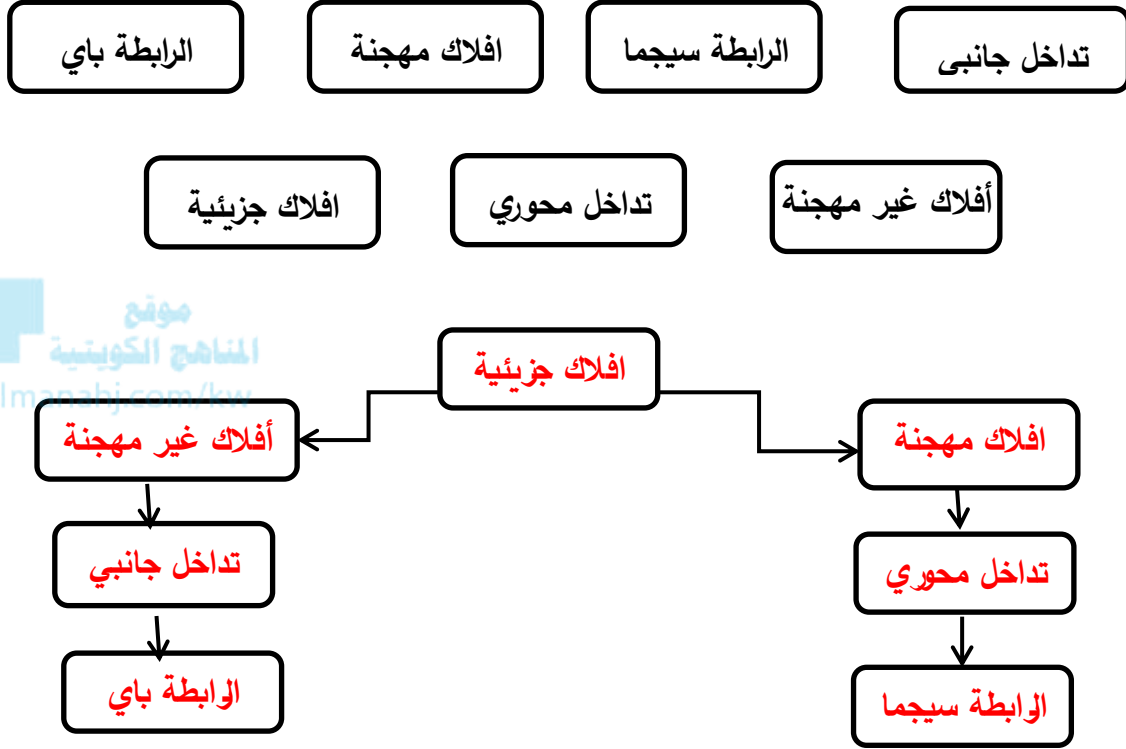 تداخل جانبى
الرابطة سيجما
افلاك مهجنة
الرابطة باي
أفلاك غير مهجنة
تداخل محوري
افلاك جزيئية
موقع
المناهج الكويتية
lmanahj.com/kw
افلاك جزيئية
افلاك مهجنة
أفلاك غير مهجنة
تداخل محوري
تداخل جانبي
الرابطة سيجما
الرابطة باي